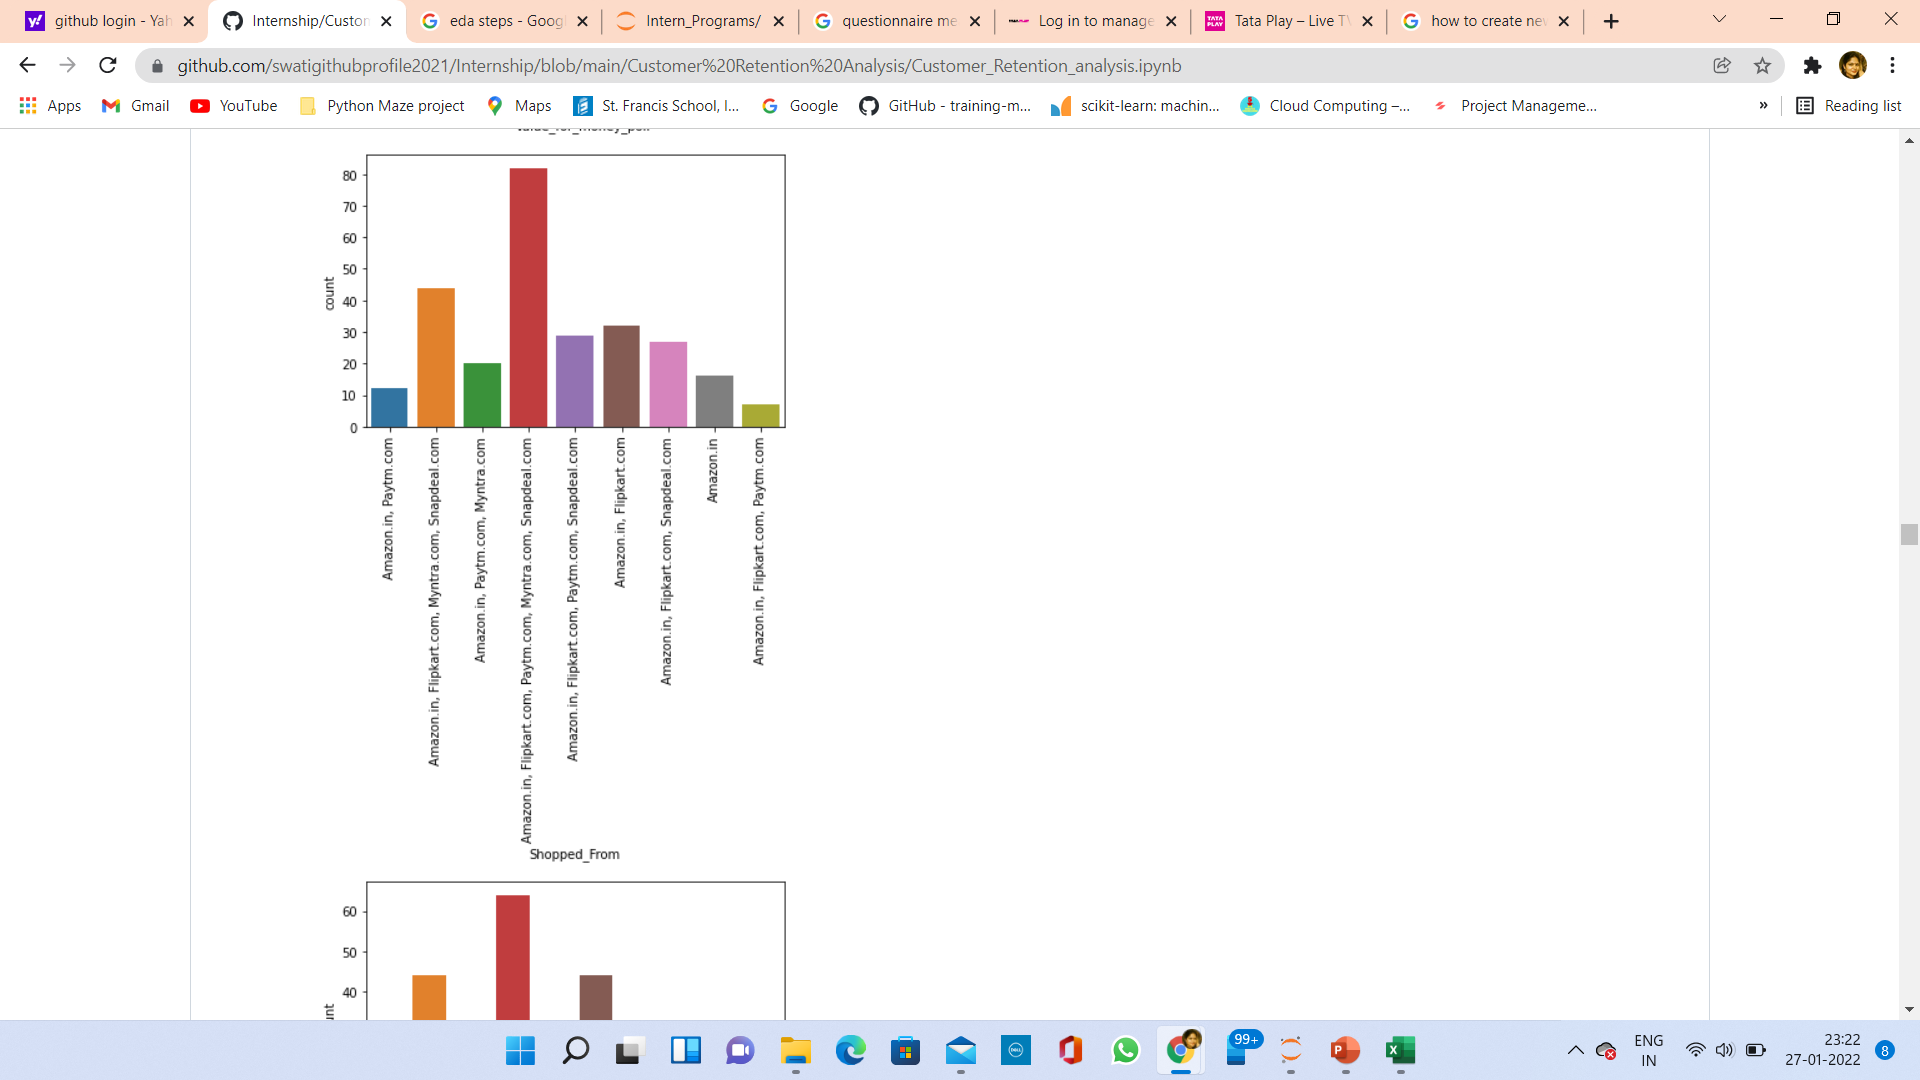 github login - Yah
Internship/Custom
eda steps - Googl
Intern_Programs/
questionnaire me
Log in to manage
Tata Play – Live TV
how to create new
github.com/swatigithubprofile2021/Internship/blob/main/Customer%20Retention%20Analysis/Customer_Retention_analysis.ipynb
Apps
Gmail
YouTube
Python Maze project
Maps
St. Francis School, I...
Google
GitHub - training-m...
scikit-learn: machin...
Cloud Computing –...
Project Manageme...
»
Reading list
80
70
60
50
40
30
20
10
0
count
Amazon.in, Paytm.com
Amazon.in, Flipkart.com, Myntra.com, Snapdeal.com
Amazon.in, Paytm.com, Myntra.com
Amazon.in, Flipkart.com, Paytm.com, Myntra.com, Snapdeal.com
Amazon.in, Flipkart.com, Paytm.com, Snapdeal.com
Amazon.in, Flipkart.com
Amazon.in, Flipkart.com, Snapdeal.com
Amazon.in
Amazon.in, Flipkart.com, Paytm.com
Shopped_From
60
50
40
99+
ENG
IN
23:22
27-01-2022
8